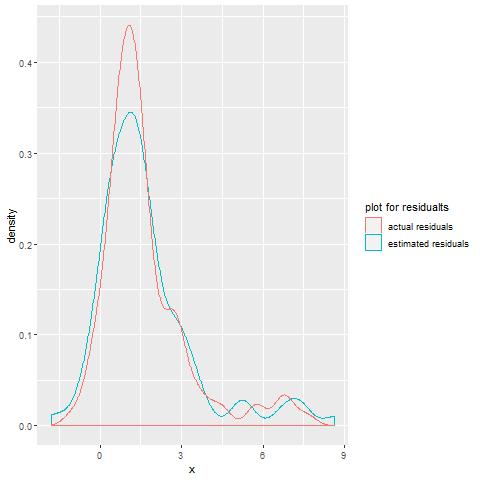 0.4
0.3
0.2
0.1
0.0
density
0
3
6
9
x
plot for residualts
actual residuals
estimated residuals